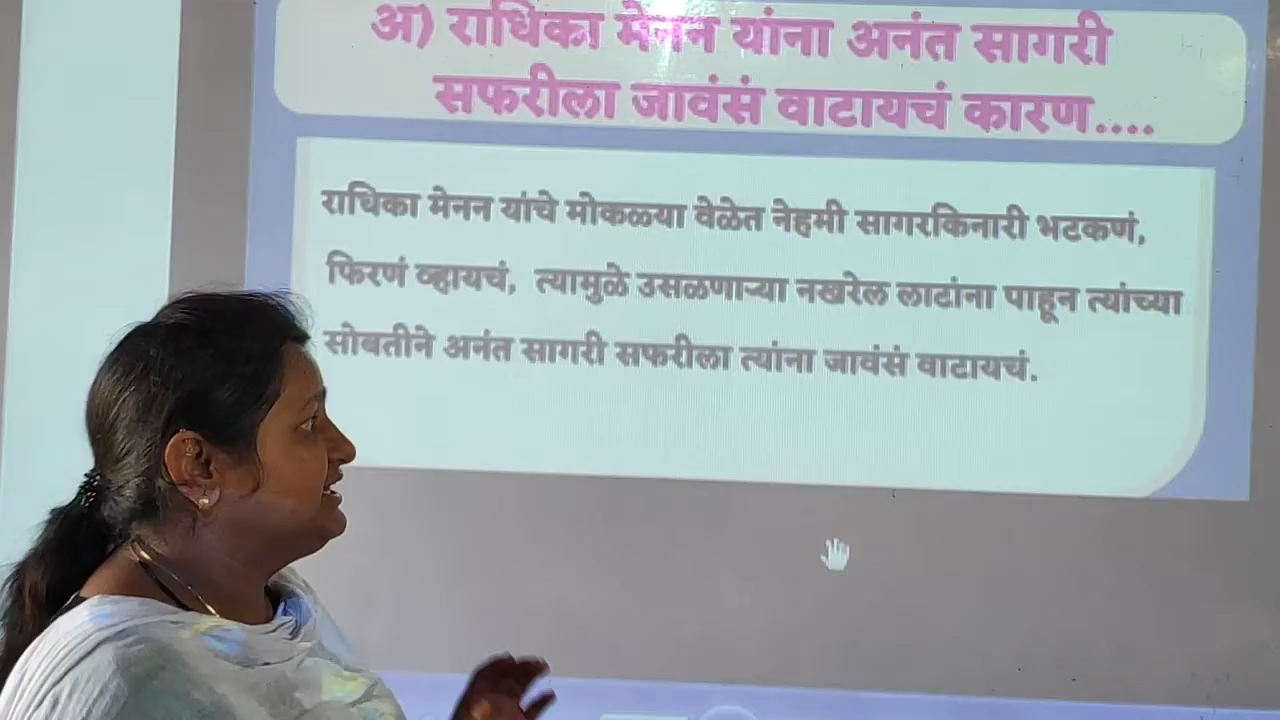 अ) राधिका मेनन यांना अनंत सागरी
सफरीला जावंसं वाटायचं कारण....
राधिका मेनन यांचे मोकळ्या वेळेत नेहमी सागरकिनारी भटकणं,
फिरणं व्हायचं, त्यामुळे उसळणाऱ्या नखरेल लाटांना पाहून त्यांच्या
सोबतीने अनंत सागरी सफरीला त्यांना जावंसं वाटायचं.